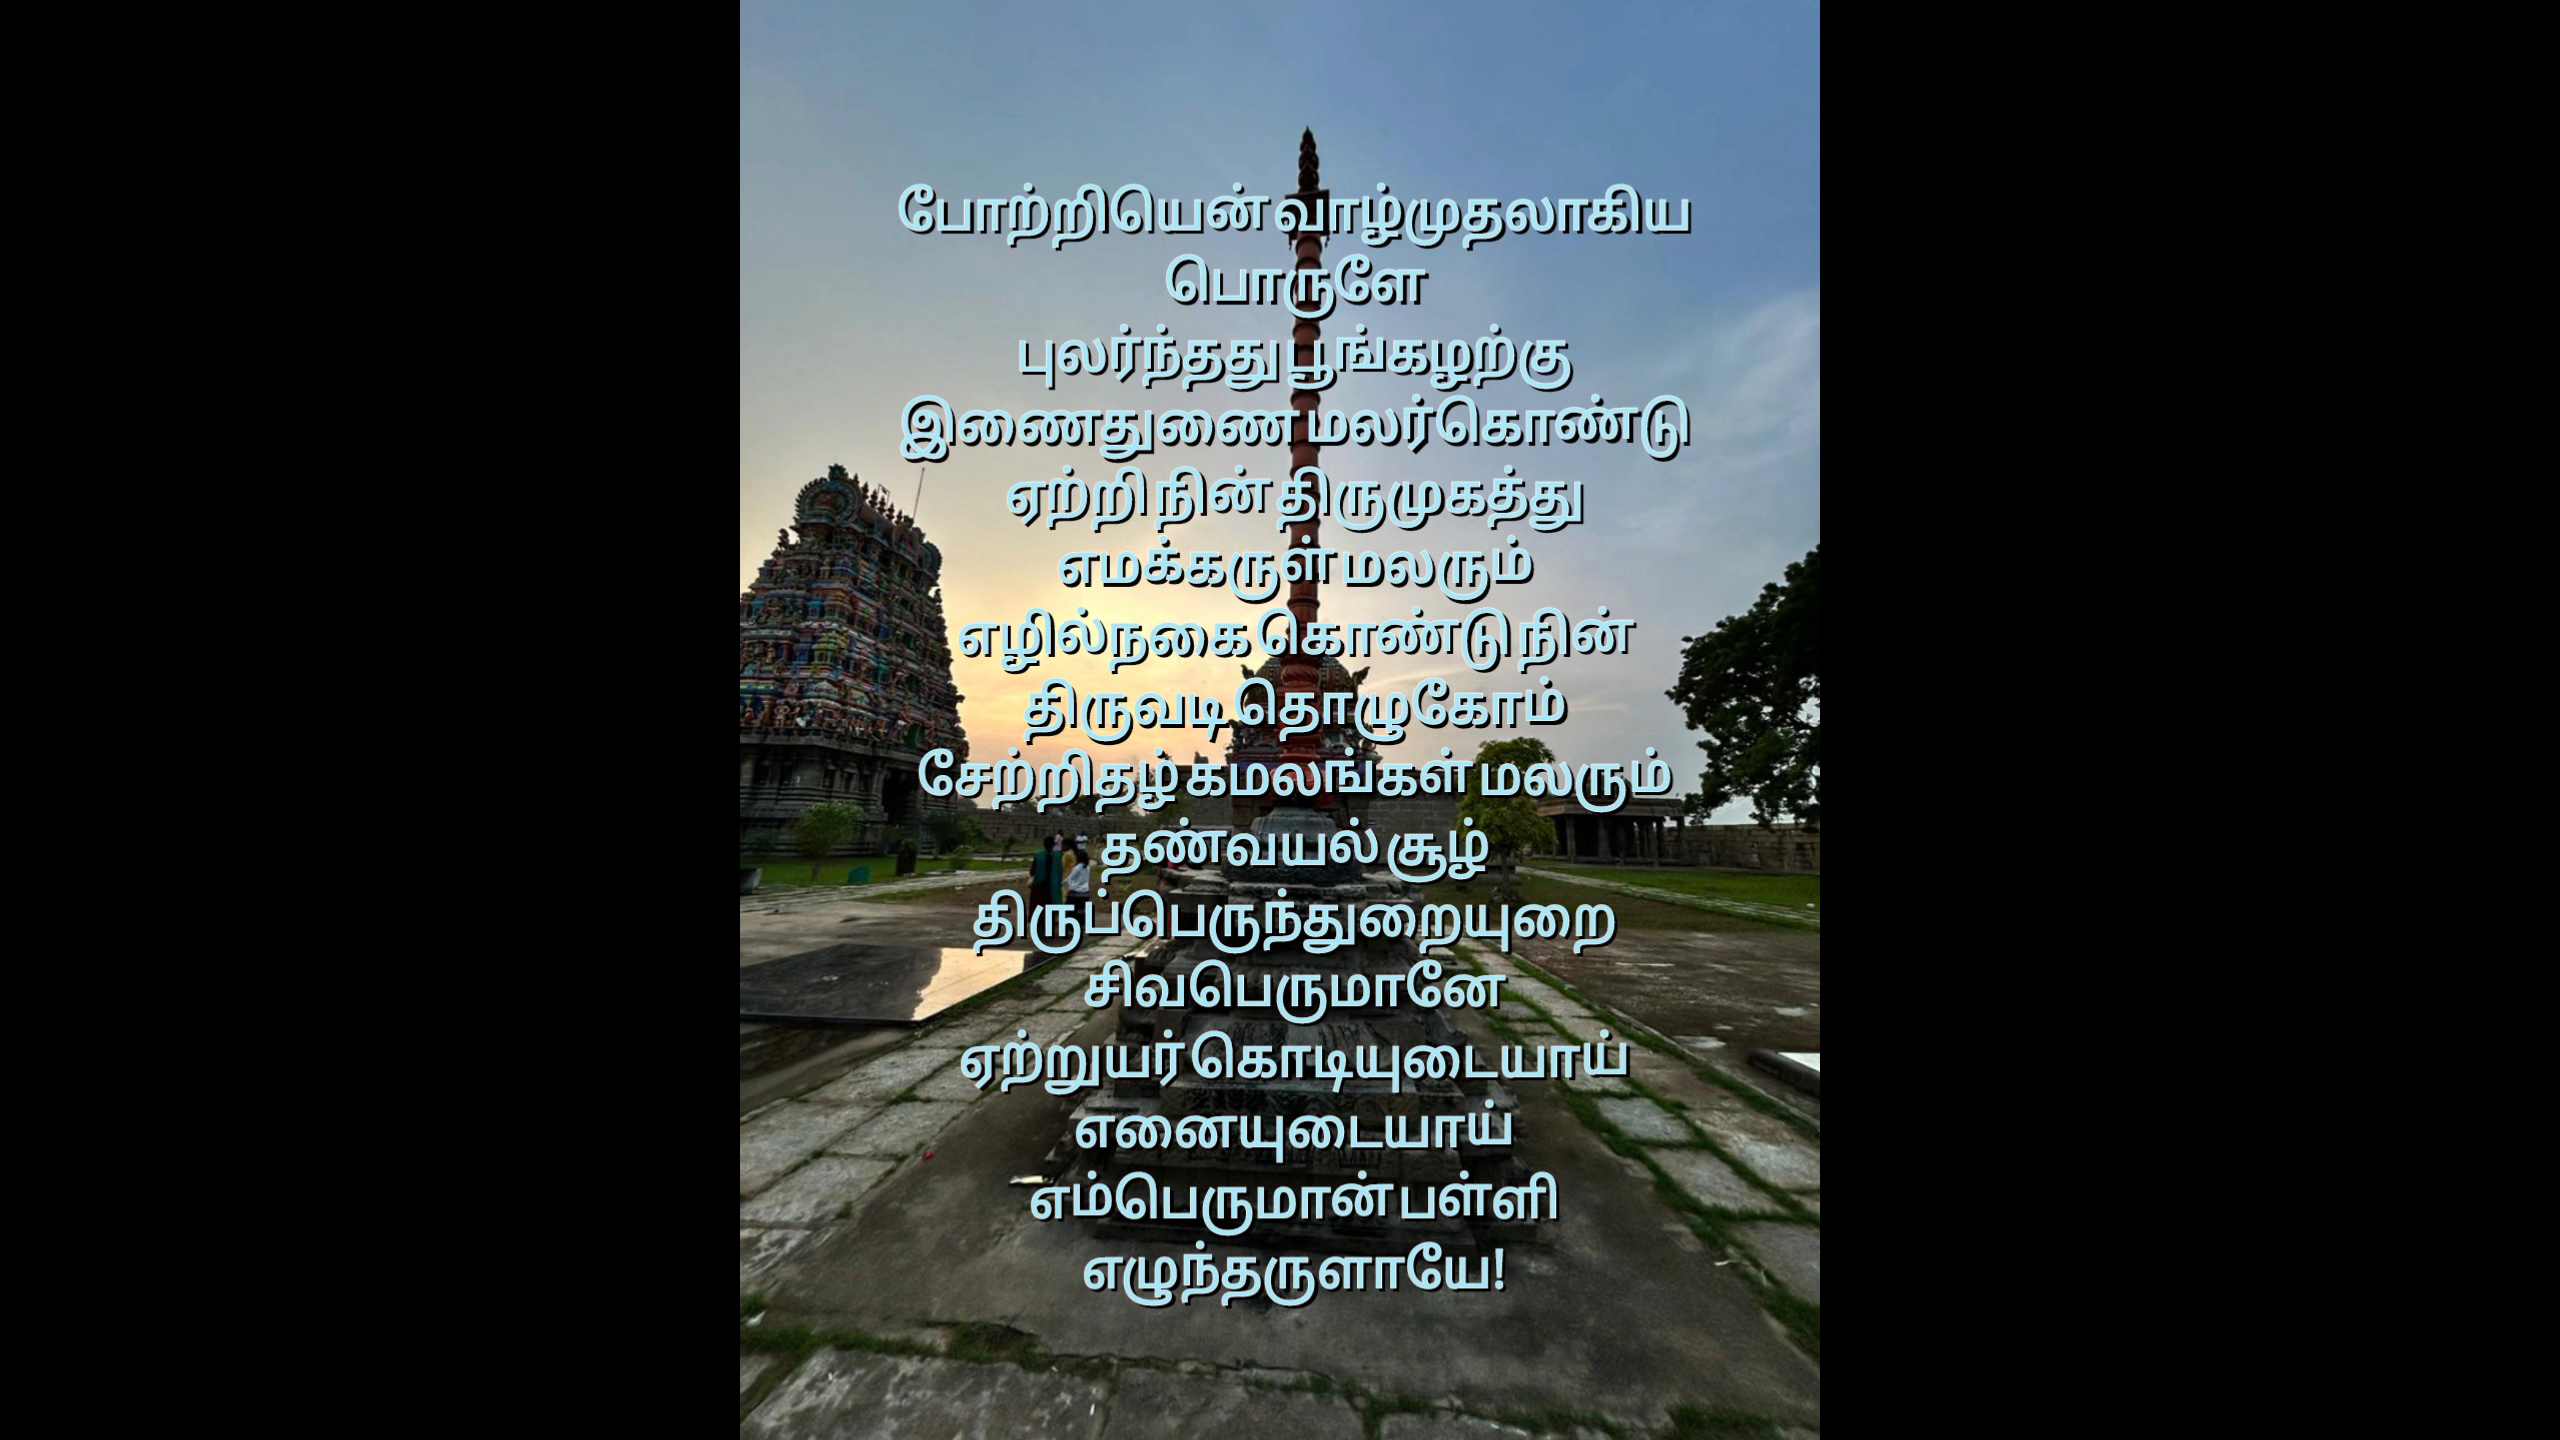 போற்றியென் வாழ்முதலாகிய
பொருளே
புலர்ந்தது பூங்கழற்கு
இணைதுணை மலர்கொண்டு
ஏற்றி நின் திருமுகத்து
எமக்கருள் மலரும்
எழில்நகை கொண்டு நின்
திருவடி தொழுகோம்
சேற்றிதழ் கமலங்கள் மலரும்
தண்வயல் சூழ்
திருப்பெருந்துறையுறை
சிவபெருமானே
ஏற்றுயர் கொடியுடையாய்
எனையுடையாய்
எம்பெருமான் பள்ளி
எழுந்தருளாயே!